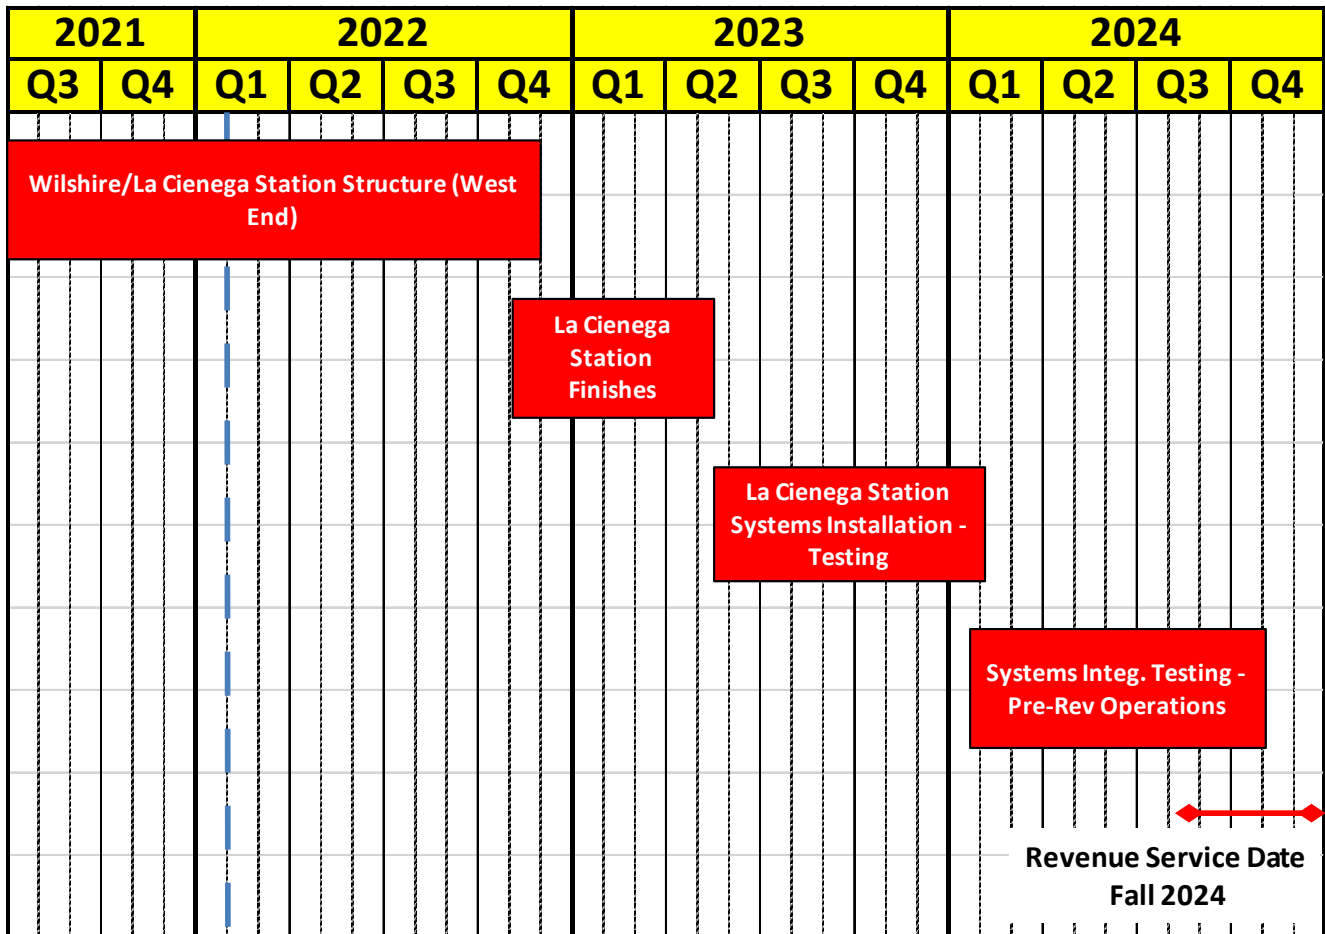 2021 2022 2023 2024
Q3 Q4 Q1 Q2 Q3 Q4 Q1 Q2 Q3 Q4 Q1 Q2 Q3 Q4
Wilshire/La Cienega Station Structure (West
End)
La Cienega
Station
Finishes
La Cienega Station
Systems Installation -
Testing
Systems Integ. Testing -
Pre-Rev Operations
Revenue Service Date
Fall 2024